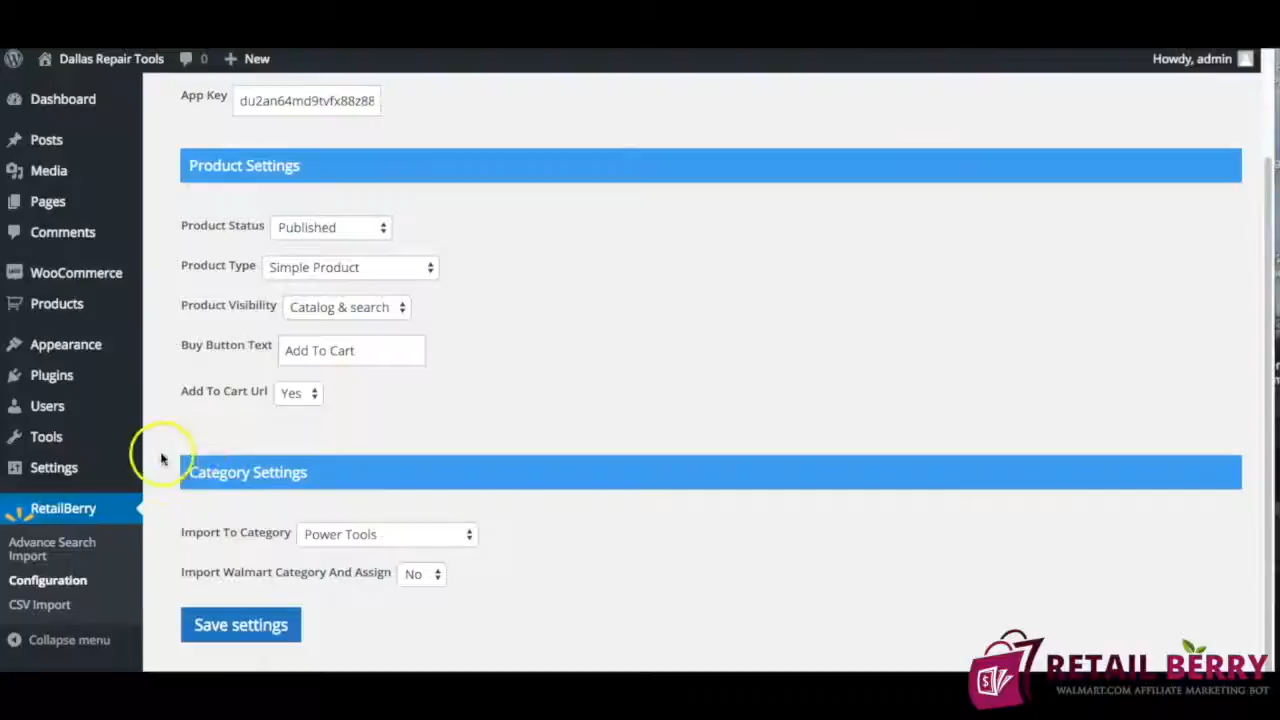 Dallas Repair Tools 0 New Howdy, admin
Dashboard
Posts
Media
Pages
Comments
WooCommerce
Products
Appearance
Plugins
Users
Tools
Settings
RetailBerry
Advance Search
Import
Configuration
CSV Import
Collapse menu
App Key du2an64md9tvfx88z88
Product Settings
Product Status Published
Product Type Simple Product
Product Visibility Catalog & search
Buy Button Text Add To Cart
Add To Cart Url Yes
Category Settings
Import To Category Power Tools
Import Walmart Category And Assign No
Save settings
RETAIL BERRY
WALMART.COM AFFILIATE MARKETING BOT